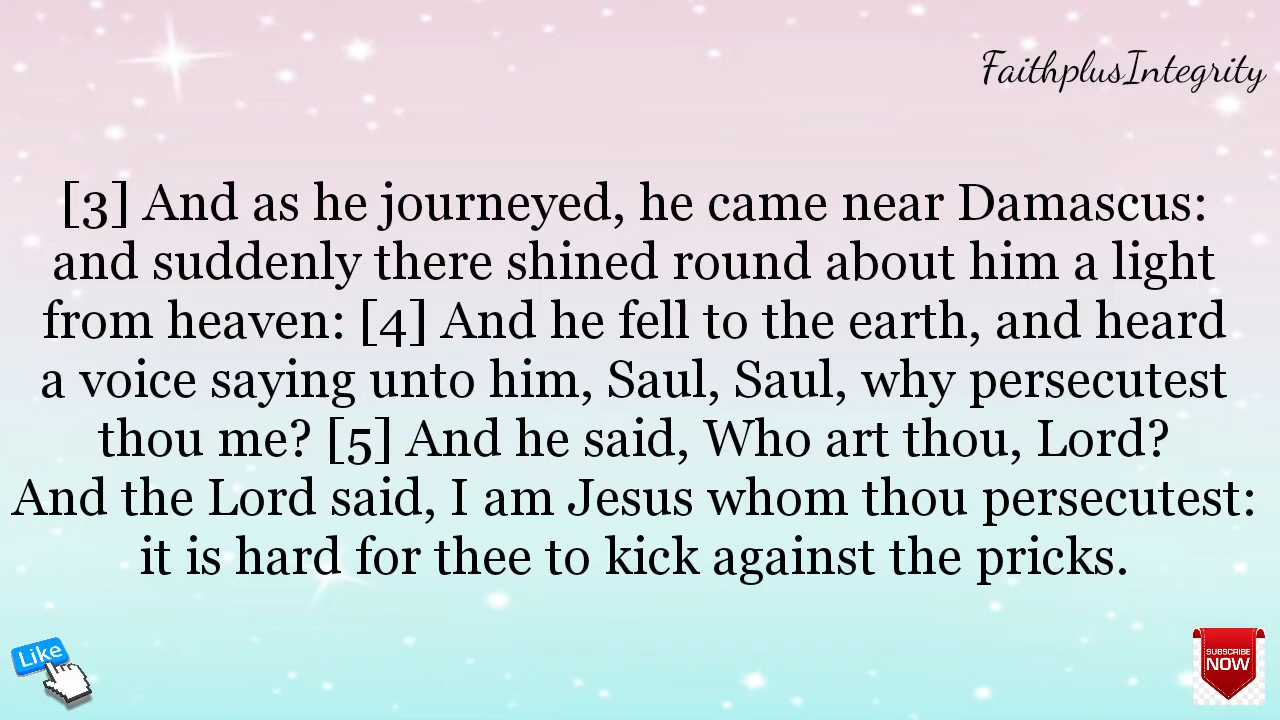 FaithplusIntegrity
[3] And as he journeyed, he came near Damascus:
and suddenly there shined round about him a light
from heaven: [4] And he fell to the earth, and heard
a voice saying unto him, Saul, Saul, why persecutest
thou me? [5] And he said, Who art thou, Lord?
And the Lord said, I am Jesus whom thou persecutest:
it is hard for thee to kick against the pricks.
Like
SUBSCRIBE
NOW